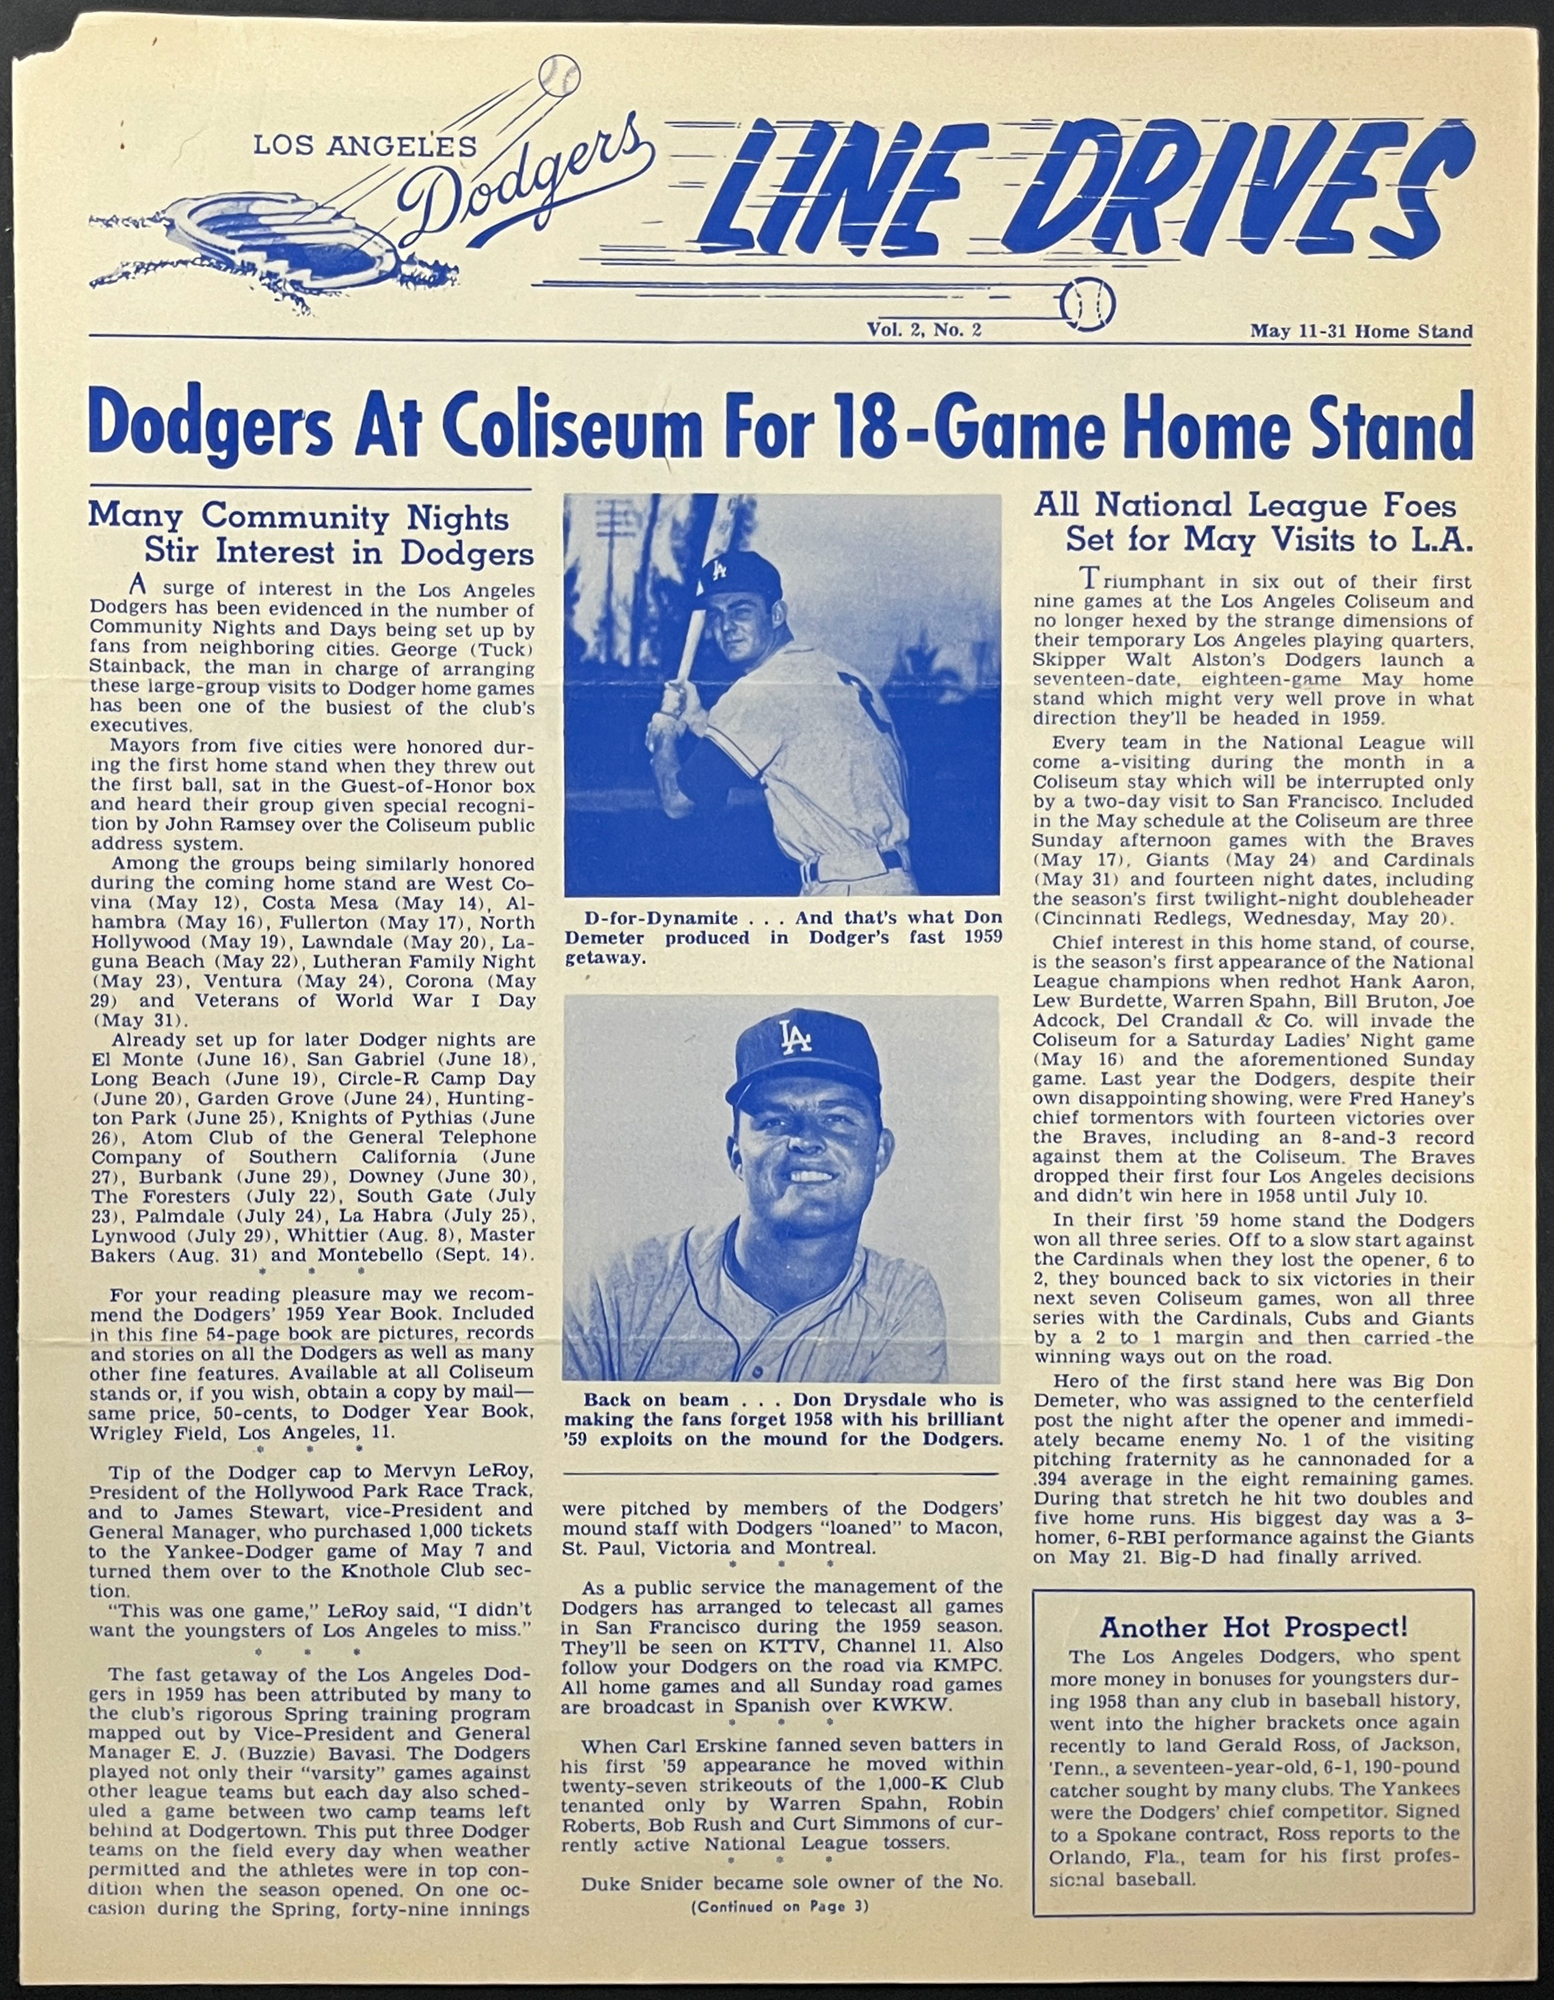 LOS ANGELES
Dodgers
LINE DRIVES
Vol. 2, No. 2
May 11-31 Home Stand
Dodgers At Coliseum For 18-Game Home Stand
Many Community Nights
Stir Interest in Dodgers
A surge of interest in the Los Angeles
Dodgers has been evidenced in the number of
Community Nights and Days being set up by
fans from neighboring cities. George (Tuck)
Stainback, the man in charge of arranging
these large-group visits to Dodger home games
has been one of the busiest of the club's
executives.
Mayors from five cities were honored dur-
ing the first home stand when they threw out
the first ball, sat in the Guest-of-Honor box
and heard their group given special recogni-
tion by John Ramsey over the Coliseum public
address system.
Among the groups being similarly honored
during the coming home stand are West Co-
vina (May 12), Costa Mesa (May 14), Al-
hambra (May 16), Fullerton (May 17), North
Hollywood (May 19), Lawndale (May 20), La-
guna Beach (May 22), Lutheran Family Night
(May 23), Ventura (May 24), Corona (May
29) and Veterans of World War I Day
(May 31).
Already set up for later Dodger nights are
El Monte (June 16), San Gabriel (June 18),
Long Beach (June 19), Circle-R Camp Day
(June 20), Garden Grove (June 24), Hunting-
ton Park (June 25), Knights of Pythias (June
26), Atom Club of the General Telephone
Company of Southern California (June
27), Burbank (June 29), Downey (June 30),
The Foresters (July 22), South Gate (July
23), Palmdale (July 24), La Habra (July 25),
Lynwood (July 29), Whittier (Aug. 8), Master
Bakers (Aug. 31) and Montebello (Sept. 14).
* * *
For your reading pleasure may we recom-
mend the Dodgers' 1959 Year Book. Included
in this fine 54-page book are pictures, records
and stories on all the Dodgers as well as many
other fine features. Available at all Coliseum
stands or, if you wish, obtain a copy by mail—
same price, 50-cents, to Dodger Year Book,
Wrigley Field, Los Angeles, 11.
* * *
Tip of the Dodger cap to Mervyn LeRoy,
President of the Hollywood Park Race Track,
and to James Stewart, vice-President and
General Manager, who purchased 1,000 tickets
to the Yankee-Dodger game of May 7 and
turned them over to the Knothole Club sec-
tion.
"This was one game," LeRoy said, "I didn't
want the youngsters of Los Angeles to miss."
* * *
The fast getaway of the Los Angeles Dod-
gers in 1959 has been attributed by many to
the club's rigorous Spring training program
mapped out by Vice-President and General
Manager E. J. (Buzzie) Bavasi. The Dodgers
played not only their "varsity" games against
other league teams but each day also sched-
uled a game between two camp teams left
behind at Dodgertown. This put three Dodger
teams on the field every day when weather
permitted and the athletes were in top con-
dition when the season opened. On one oc-
casion during the Spring, forty-nine innings
LA
D-for-Dynamite . . . And that's what Don
Demeter produced in Dodger's fast 1959
getaway.
LA
Back on beam . . . Don Drysdale who is
making the fans forget 1958 with his brilliant
'59 exploits on the mound for the Dodgers.
were pitched by members of the Dodgers'
mound staff with Dodgers "loaned" to Macon,
St. Paul, Victoria and Montreal.
* * *
As a public service the management of the
Dodgers has arranged to telecast all games
in San Francisco during the 1959 season.
They'll be seen on KTTV, Channel 11. Also
follow your Dodgers on the road via KMPC.
All home games and all Sunday road games
are broadcast in Spanish over KWKW.
* * *
When Carl Erskine fanned seven batters in
his first '59 appearance he moved within
twenty-seven strikeouts of the 1,000-K Club
tenanted only by Warren Spahn, Robin
Roberts, Bob Rush and Curt Simmons of cur-
rently active National League tossers.
* * *
Duke Snider became sole owner of the No.
(Continued on Page 3)
All National League Foes
Set for May Visits to L.A.
Triumphant in six out of their first
nine games at the Los Angeles Coliseum and
no longer hexed by the strange dimensions of
their temporary Los Angeles playing quarters,
Skipper Walt Alston's Dodgers launch a
seventeen-date, eighteen-game May home
stand which might very well prove in what
direction they'll be headed in 1959.
Every team in the National League will
come a-visiting during the month in a
Coliseum stay which will be interrupted only
by a two-day visit to San Francisco. Included
in the May schedule at the Coliseum are three
Sunday afternoon games with the Braves
(May 17), Giants (May 24) and Cardinals
(May 31) and fourteen night dates, including
the season's first twilight-night doubleheader
(Cincinnati Redlegs, Wednesday, May 20).
Chief interest in this home stand, of course,
is the season's first appearance of the National
League champions when redhot Hank Aaron,
Lew Burdette, Warren Spahn, Bill Bruton, Joe
Adcock, Del Crandall & Co. will invade the
Coliseum for a Saturday Ladies' Night game
(May 16) and the aforementioned Sunday
game. Last year the Dodgers, despite their
own disappointing showing, were Fred Haney's
chief tormentors with fourteen victories over
the Braves, including an 8-and-3 record
against them at the Coliseum. The Braves
dropped their first four Los Angeles decisions
and didn't win here in 1958 until July 10.
In their first '59 home stand the Dodgers
won all three series. Off to a slow start against
the Cardinals when they lost the opener, 6 to
2, they bounced back to six victories in their
next seven Coliseum games, won all three
series with the Cardinals, Cubs and Giants
by a 2 to 1 margin and then carried -the
winning ways out on the road.
Hero of the first stand here was Big Don
Demeter, who was assigned to the centerfield
post the night after the opener and immedi-
ately became enemy No. 1 of the visiting
pitching fraternity as he cannonaded for a
.394 average in the eight remaining games.
During that stretch he hit two doubles and
five home runs. His biggest day was a 3-
homer, 6-RBI performance against the Giants
on May 21. Big-D had finally arrived.
Another Hot Prospect!
The Los Angeles Dodgers, who spent
more money in bonuses for youngsters dur-
ing 1958 than any club in baseball history,
went into the higher brackets once again
recently to land Gerald Ross, of Jackson,
Tenn., a seventeen-year-old, 6-1, 190-pound
catcher sought by many clubs. The Yankees
were the Dodgers' chief competitor. Signed
to a Spokane contract, Ross reports to the
Orlando, Fla., team for his first profes-
sional baseball.